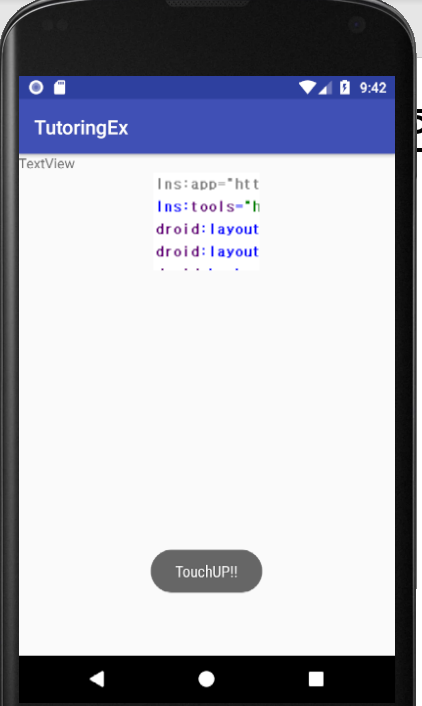 9:42
TutoringEx
TextView
lns:app="htt
lns:tools="h
droid:layout
droid:layout
TouchUP!!